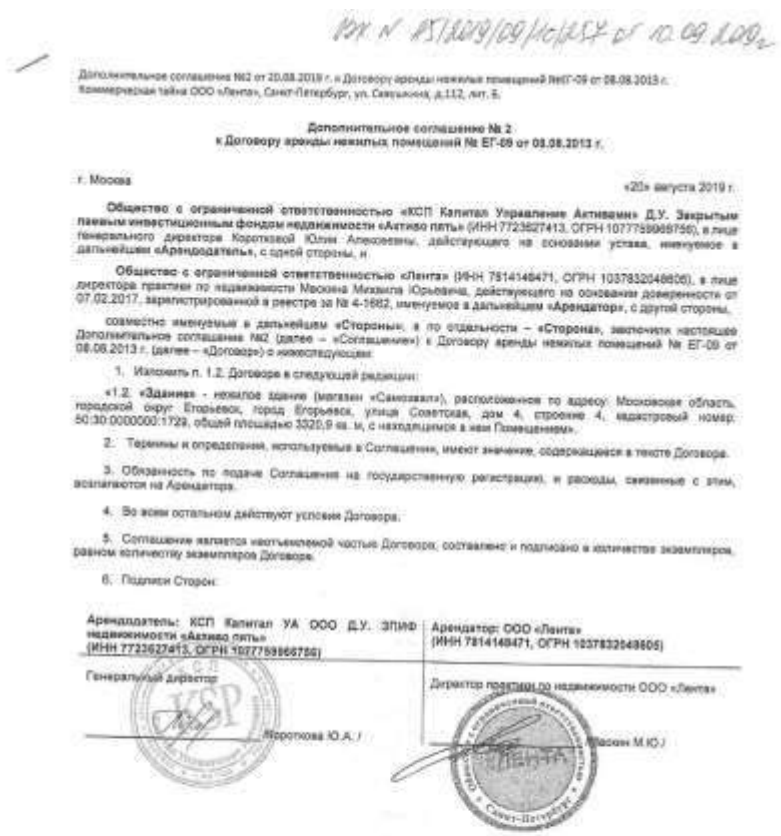 от 10.09.2019г
Дополнительное соглашение №2 от 20.08.2019 г. к Договору аренды нежилых помещений №ЕГ-09 от 08.08.2013 г.
Коммерческая тайна ООО «Лента», Санкт-Петербург, ул. Савушкина, д.112, лит. Б.
Дополнительное соглашение № 2
к Договору аренды нежилых помещений № ЕГ-09 от 08.08.2013 г.
г. Москва
«20» августа 2019 г.
Общество с ограниченной ответственностью «КСП Капитал Управление Активами» Д.У. Закрытым
паевым инвестиционным фондом недвижимости «Активо пять» (ИНН 7723627413, ОГРН 1077759966756), в лице
генерального директора Коротковой Юлии Алексеевны, действующего на основании устава, именуемое в
дальнейшем «Арендодатель», с одной стороны, и
Общество с ограниченной ответственностью «Лента» (ИНН 7814148471, ОГРН 1037832048605), в лице
директора практики по недвижимости Маскина Михаила Юрьевича, действующего на основании доверенности от
07.02.2017, зарегистрированной в реестре за № 4-1662, именуемое в дальнейшем «Арендатор», с другой стороны,
совместно именуемые в дальнейшем «Стороны», а по отдельности – «Сторона», заключили настоящее
Дополнительное соглашение №2 (далее – «Соглашение») к Договору аренды нежилых помещений № ЕГ-09 от
08.08.2013 г. (далее – «Договор») о нижеследующем:
1. Изложить п. 1.2. Договора в следующей редакции:
«1.2. «Здание» - нежилое здание (магазин «Самохвал»), расположенное по адресу: Московская область,
городской округ Егорьевск, город Егорьевск, улица Советская, дом 4, строение 4, кадастровый номер:
50:30:0000000:1729, общей площадью 3320,9 кв. м, с находящимся в нем Помещением».
2. Термины и определения, используемые в Соглашении, имеют значение, содержащееся в тексте Договора.
3. Обязанность по подаче Соглашения на государственную регистрацию, и расходы, связанные с этим,
возлагаются на Арендатора.
4. Во всем остальном действуют условия Договора.
5. Соглашение является неотъемлемой частью Договора, составлено и подписано в количестве экземпляров,
равном количеству экземпляров Договора.
6. Подписи Сторон:
Арендодатель: КСП Капитал УА ООО Д.У. ЗПИФ
недвижимости «Активо пять»
(ИНН 7723627413, ОГРН 1077759966756)
Арендатор: ООО «Лента»
(ИНН 7814148471, ОГРН 1037832048605)
Генеральный директор
Директор практики по недвижимости ООО «Лента»
/Короткова Ю.А. /
/Маскин М.Ю./
KSP
ЛЕНТА
Санкт-Петербург